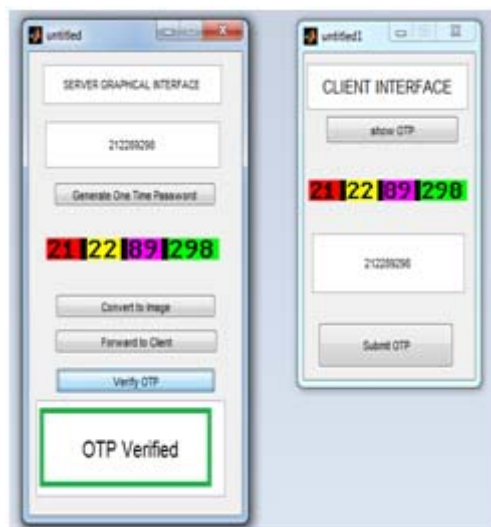 untitled
SERVER GRAPHICAL INTERFACE
212289298
Generate One Time Password
21 22 89 298
Convert to Image
Forward to Client
Verify OTP
OTP Verified
untitled1
CLIENT INTERFACE
show OTP
21 22 89 298
212289298
Submit OTP